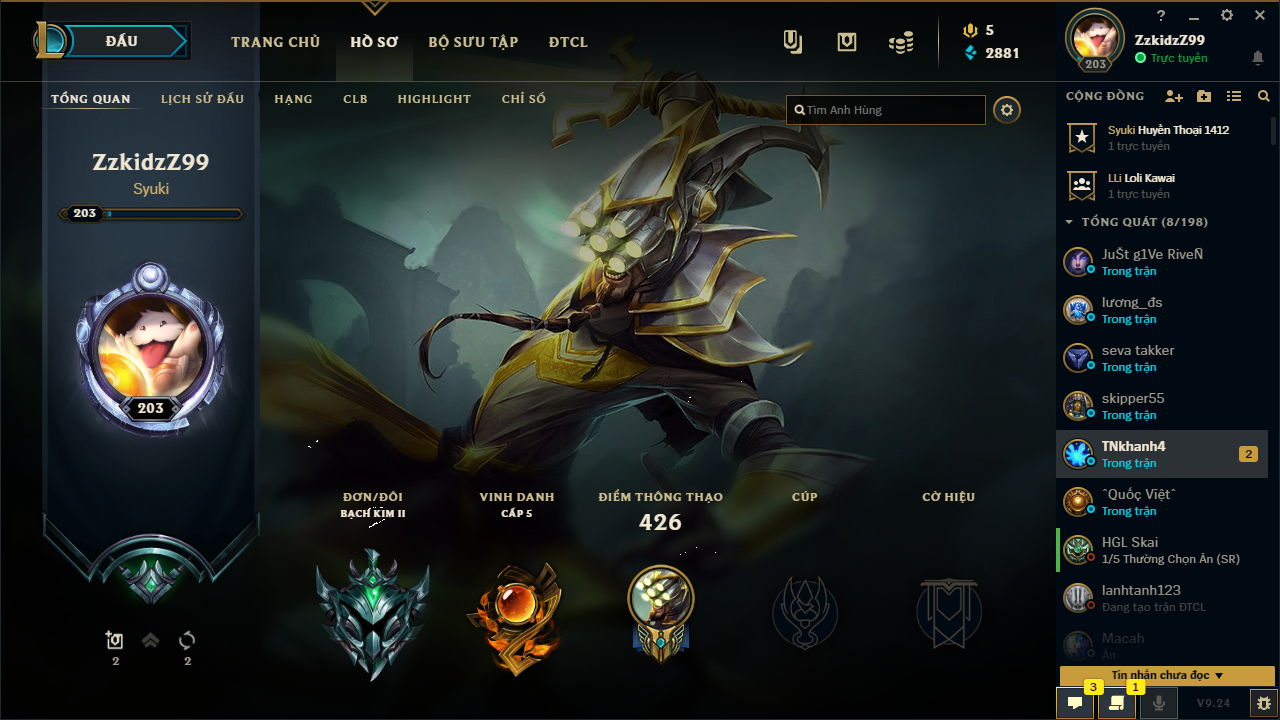 ĐẤU
TRANG CHỦ
HỒ SƠ
BỘ SƯU TẬP
ĐTCL
5
2881
?
ZzkidzZ99
Trực tuyến
203
TỔNG QUAN
LỊCH SỬ ĐẤU
HẠNG
CLB
HIGHLIGHT
CHỈ SỐ
Tìm Anh Hùng
ZzkidzZ99
Syuki
203
203
ĐƠN/ĐÔI
BẠCH KIM II
VINH DANH
CẤP 5
ĐIỂM THÔNG THẠO
426
CÚP
CỜ HIỆU
2
2
CỘNG ĐỒNG
Syuki Huyền Thoại 1412
1 trực tuyến
LLi Loli Kawai
1 trực tuyến
TỔNG QUÁT (8/198)
JuŠt g1Ve RiveÑ
Trong trận
lương_đs
Trong trận
seva takker
Trong trận
skipper55
Trong trận
TNkhanh4
Trong trận
2
ˆQuốc Việtˆ
Trong trận
HGL Skai
1/5 Thường Chọn Ẩn (SR)
lanhtanh123
Đang tạo trận ĐTCL
Macah
Ẩn
Tin nhắn chưa đọc
3
1
V9.24